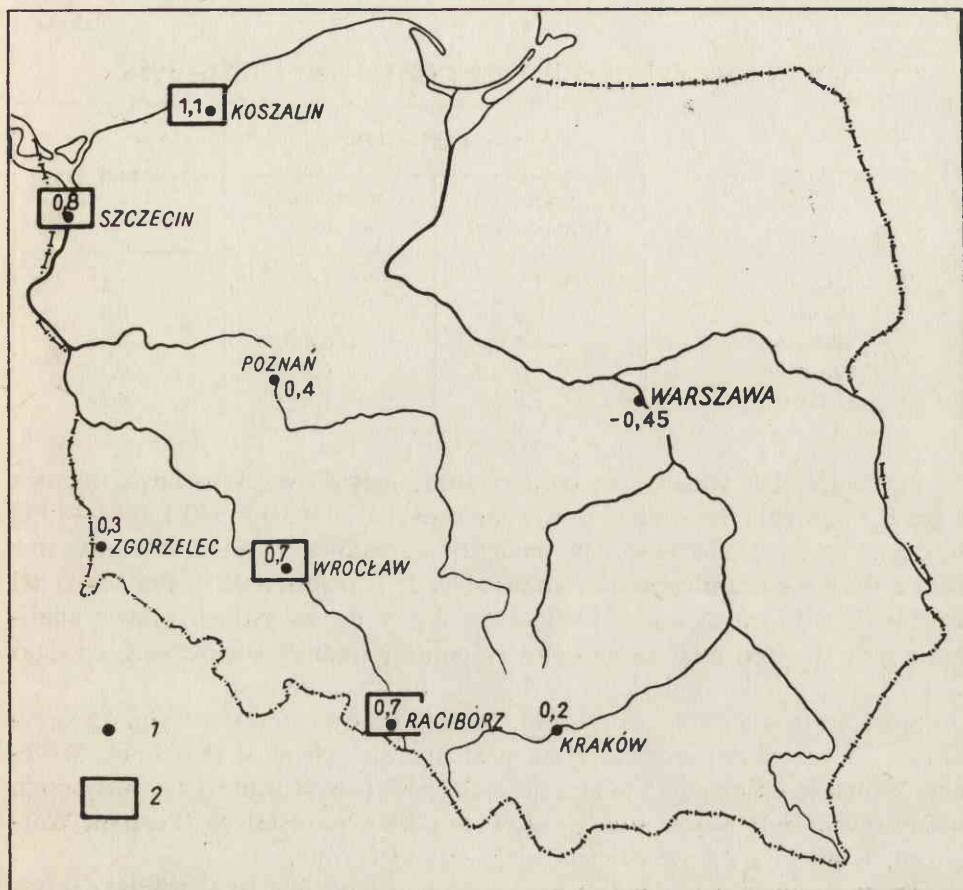 1,1
KOSZALIN
0,8
SZCZECIN
POZNAŃ
0,4
WARSZAWA
-0,45
0,3
ZGORZELEC
0,7
WROCŁAW
0,7
RACIBÓRZ
0,2
KRAKÓW
1
2